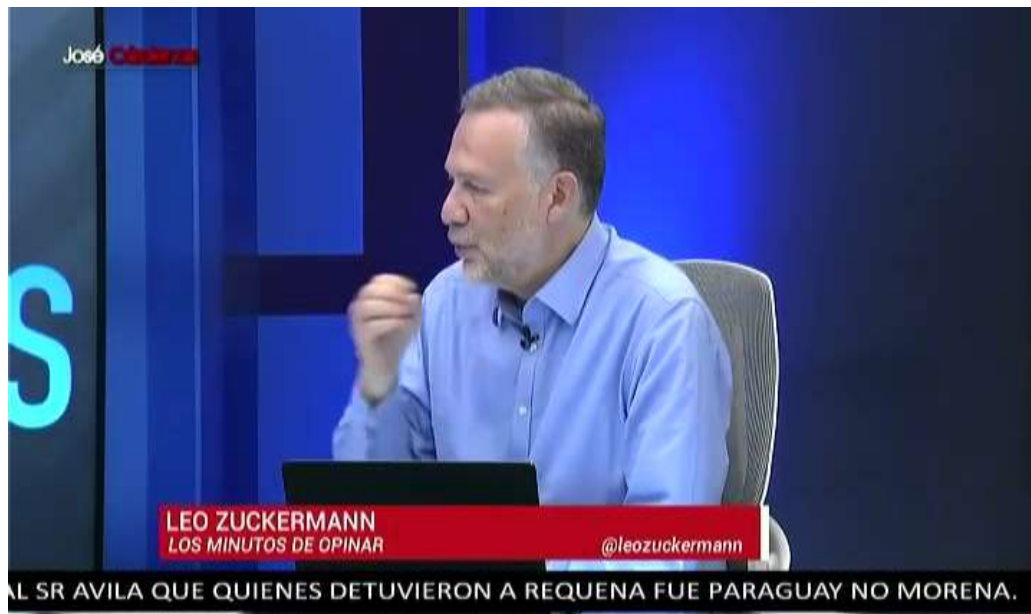 José Cárdenas
S
LEO ZUCKERMANN
LOS MINUTOS DE OPINAR
@leozuckermann
AL SR AVILA QUE QUIENES DETUVIERON A REQUENA FUE PARAGUAY NO MORENA.